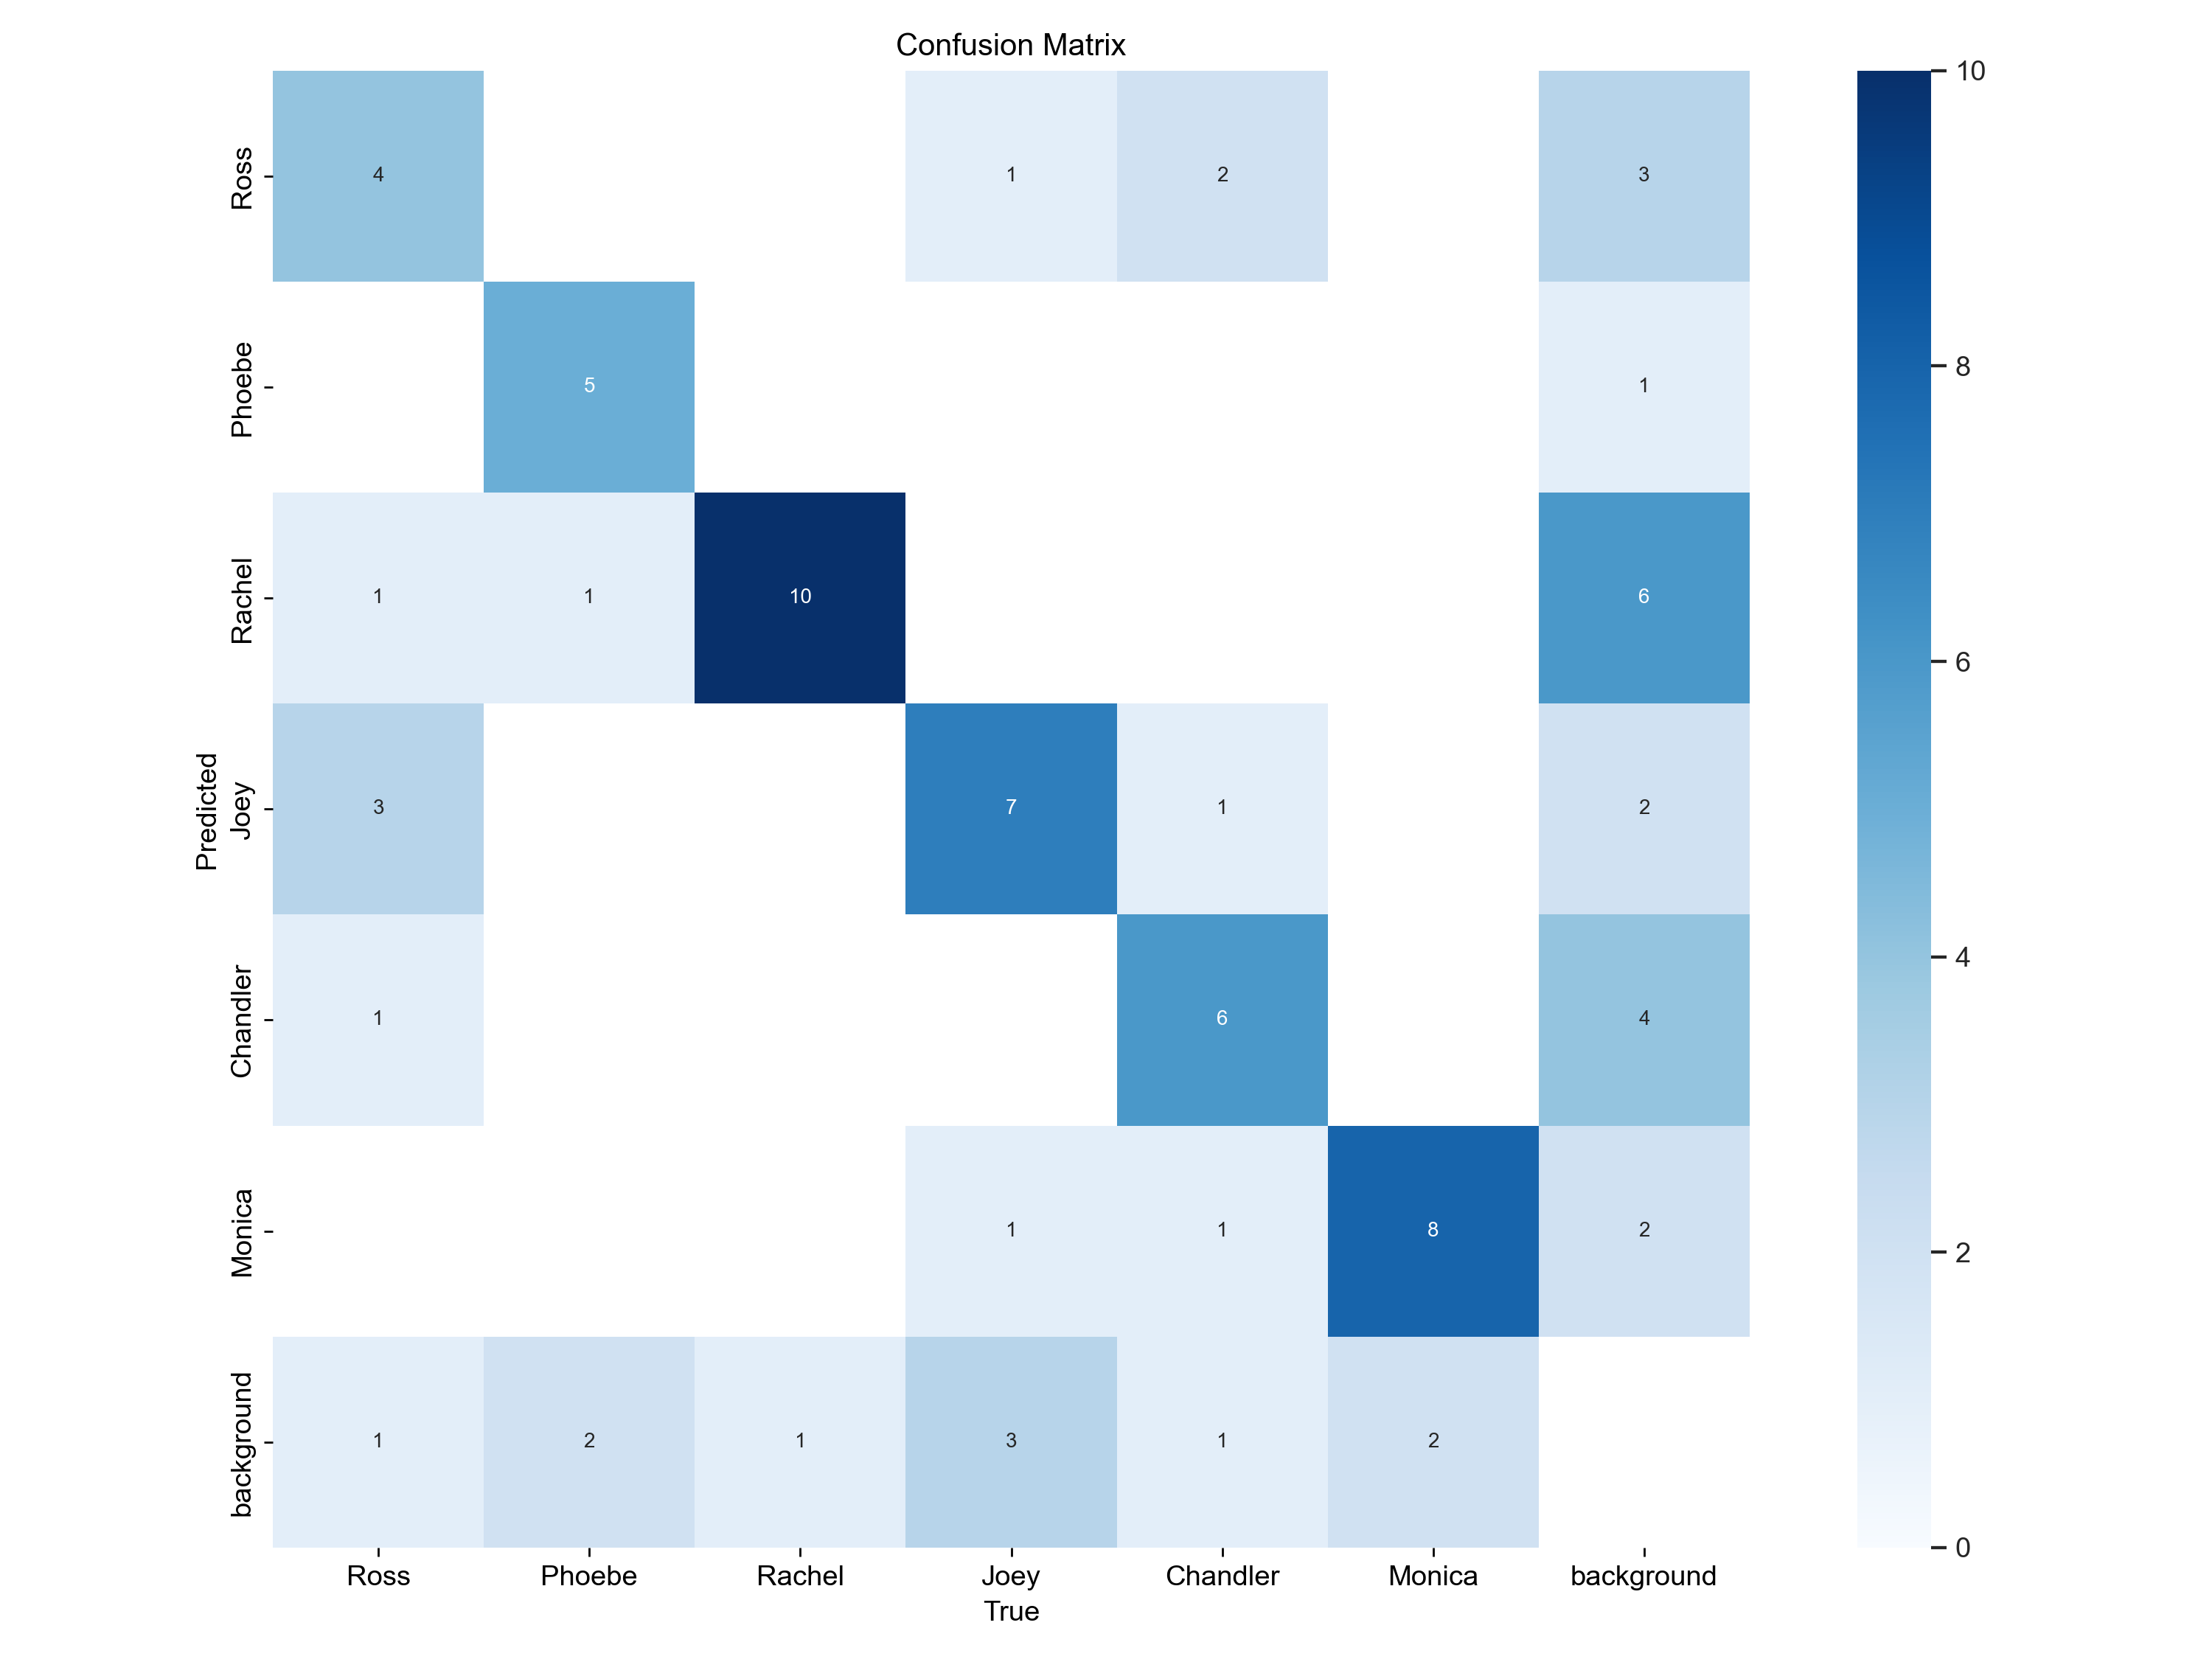 Confusion Matrix
Ross 4 1 2 3
Phoebe 5 1
Rachel 1 1 10 6
Joey 3 7 1 2
Chandler 1 6 4
Monica 1 1 8 2
background 1 2 1 3 1 2
Predicted
Ross Phoebe Rachel Joey Chandler Monica background
True
10
8
6
4
2
0